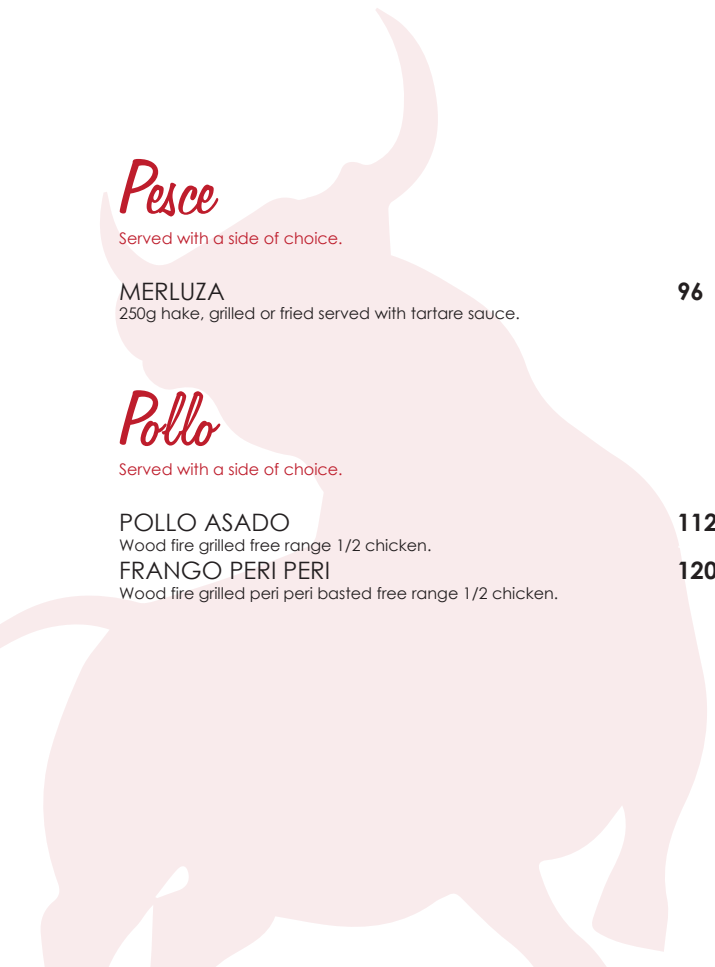 Pesce
Served with a side of choice.
MERLUZA 96
250g hake, grilled or fried served with tartare sauce.
Pollo
Served with a side of choice.
POLLO ASADO 112
Wood fire grilled free range 1/2 chicken.
FRANGO PERI PERI 120
Wood fire grilled peri peri basted free range 1/2 chicken.